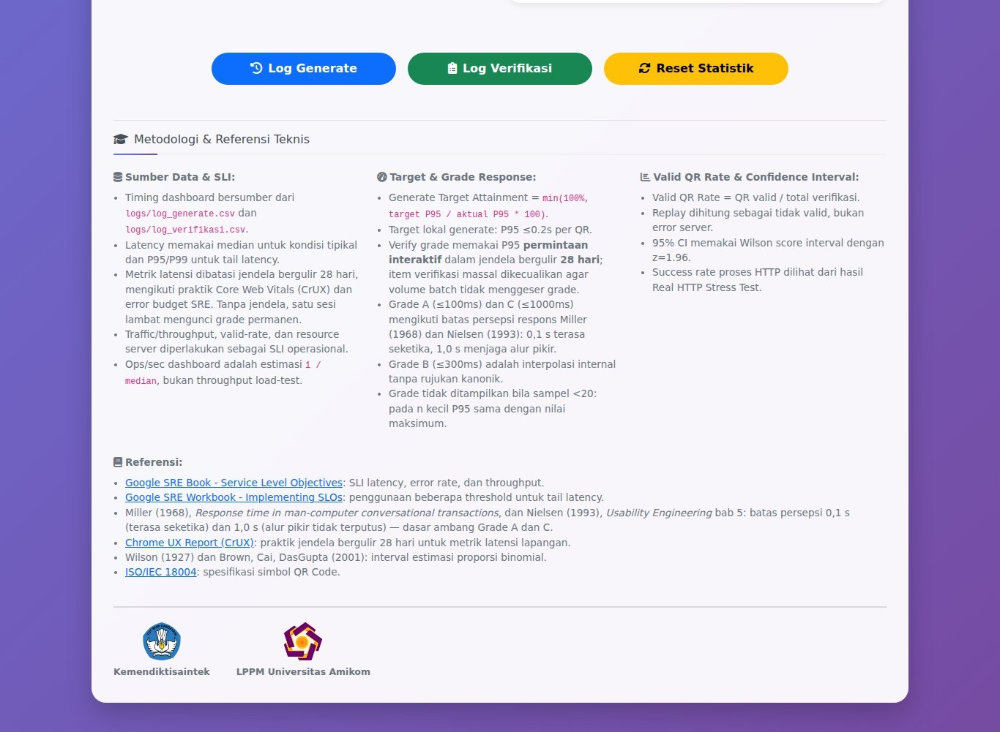 Log Generate
Log Verifikasi
Reset Statistik
Metodologi & Referensi Teknis
Sumber Data & SLI:
• Timing dashboard bersumber dari
logs/log_generate.csv dan
logs/log_verifikasi.csv.
• Latency memakai median untuk kondisi tipikal
dan P95/P99 untuk tail latency.
• Metrik latensi dibatasi jendela bergulir 28 hari,
mengikuti praktik Core Web Vitals (CrUX) dan
error budget SRE. Tanpa jendela, satu sesi
lambat mengunci grade permanen.
• Traffic/throughput, valid-rate, dan resource
server diperlakukan sebagai SLI operasional.
• Ops/sec dashboard adalah estimasi 1 /
median, bukan throughput load-test.
Target & Grade Response:
• Generate Target Attainment = min(100%,
target P95 / aktual P95 * 100).
• Target lokal generate: P95 ≤0.2s per QR.
• Verify grade memakai P95 permintaan
interaktif dalam jendela bergulir 28 hari;
item verifikasi massal dikecualikan agar
volume batch tidak menggeser grade.
• Grade A (≤100ms) dan C (≤1000ms)
mengikuti batas persepsi respons Miller
(1968) dan Nielsen (1993): 0,1 s terasa
seketika, 1,0 s menjaga alur pikir.
• Grade B (≤300ms) adalah interpolasi internal
tanpa rujukan kanonik.
• Grade tidak ditampilkan bila sampel <20:
pada n kecil P95 sama dengan nilai
maksimum.
Valid QR Rate & Confidence Interval:
• Valid QR Rate = QR valid / total verifikasi.
• Replay dihitung sebagai tidak valid, bukan
error server.
• 95% CI memakai Wilson score interval dengan
z=1.96.
• Success rate proses HTTP dilihat dari hasil
Real HTTP Stress Test.
Referensi:
• Google SRE Book - Service Level Objectives: SLI latency, error rate, dan throughput.
• Google SRE Workbook - Implementing SLOs: penggunaan beberapa threshold untuk tail latency.
• Miller (1968), Response time in man-computer conversational transactions, dan Nielsen (1993), Usability Engineering bab 5: batas persepsi 0,1 s
(terasa seketika) dan 1,0 s (alur pikir tidak terputus) — dasar ambang Grade A dan C.
• Chrome UX Report (CrUX): praktik jendela bergulir 28 hari untuk metrik latensi lapangan.
• Wilson (1927) dan Brown, Cai, DasGupta (2001): interval estimasi proporsi binomial.
• ISO/IEC 18004: spesifikasi simbol QR Code.
Kemendiktisaintek
LPPM Universitas Amikom